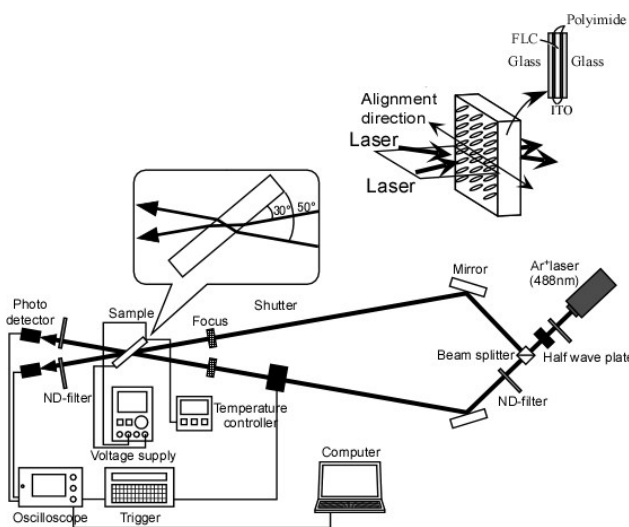 Polyimide
FLC
Glass Glass
ITO
Alignment
direction
Laser
Laser
30° 50°
Ar⁺laser
(488nm)
Mirror
Photo
detector
Sample
Focus
Shutter
Beam splitter
Half wave plate
ND-filter
ND-filter
Temperature
controller
Voltage supply
Computer
Oscilloscope
Trigger